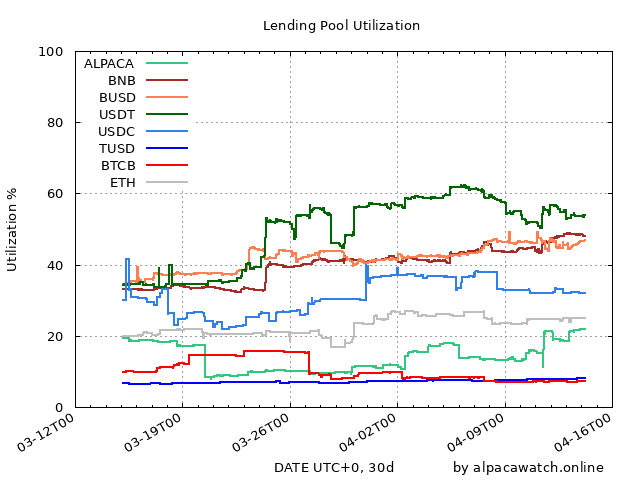 Lending Pool Utilization
100
80
60
40
20
0
Utilization %
ALPACA
BNB
BUSD
USDT
USDC
TUSD
BTCB
ETH
03-12T00
03-19T00
03-26T00
04-02T00
04-09T00
04-16T00
DATE UTC+0, 30d
by alpacawatch.online